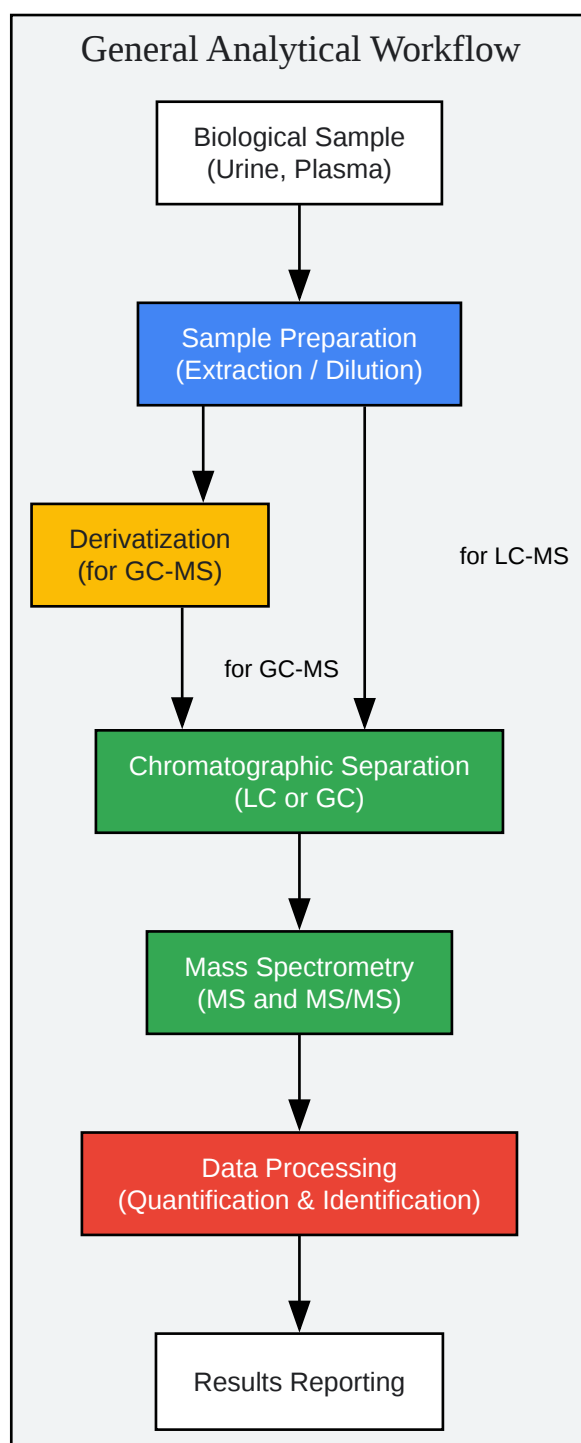 General Analytical Workflow
Biological Sample
(Urine, Plasma)
Sample Preparation
(Extraction / Dilution)
Derivatization
(for GC-MS)
for LC-MS
for GC-MS
Chromatographic Separation
(LC or GC)
Mass Spectrometry
(MS and MS/MS)
Data Processing
(Quantification & Identification)
Results Reporting